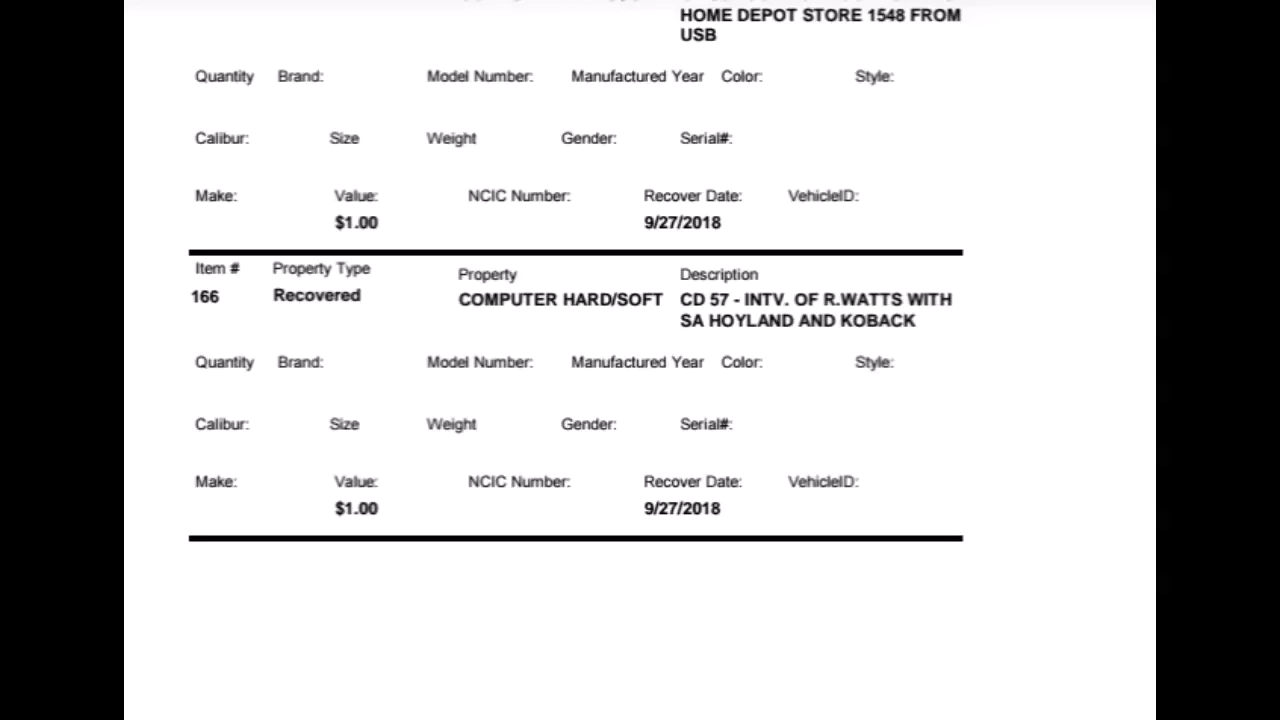 HOME DEPOT STORE 1548 FROM
USB
Quantity Brand: Model Number: Manufactured Year Color: Style:
Calibur: Size Weight Gender: Serial#:
Make: Value: NCIC Number: Recover Date: VehicleID:
$1.00 9/27/2018
Item # Property Type Property Description
166 Recovered COMPUTER HARD/SOFT CD 57 - INTV. OF R.WATTS WITH
SA HOYLAND AND KOBACK
Quantity Brand: Model Number: Manufactured Year Color: Style:
Calibur: Size Weight Gender: Serial#:
Make: Value: NCIC Number: Recover Date: VehicleID:
$1.00 9/27/2018